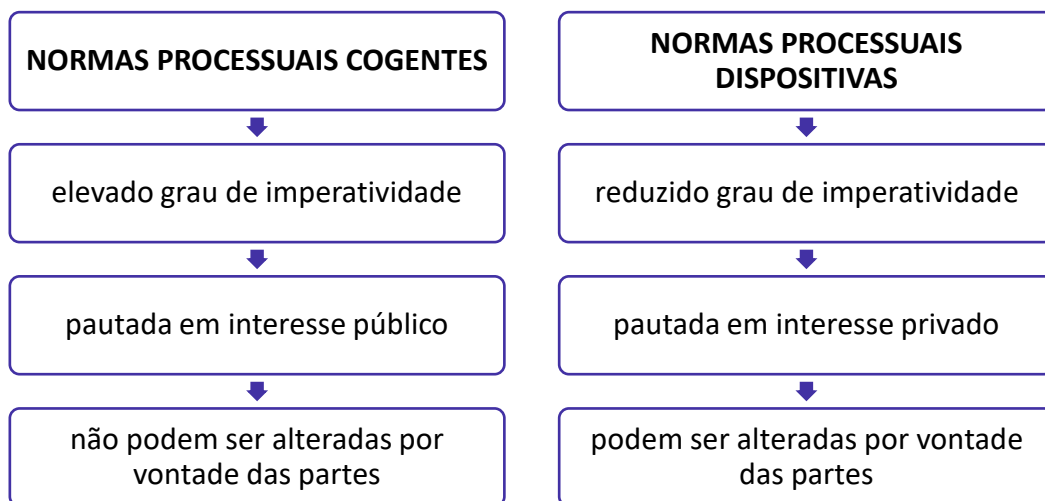 NORMAS PROCESSUAIS COGENTES
elevado grau de imperatividade
pautada em interesse público
não podem ser alteradas por
vontade das partes
NORMAS PROCESSUAIS
DISPOSITIVAS
reduzido grau de imperatividade
pautada em interesse privado
podem ser alteradas por vontade
das partes